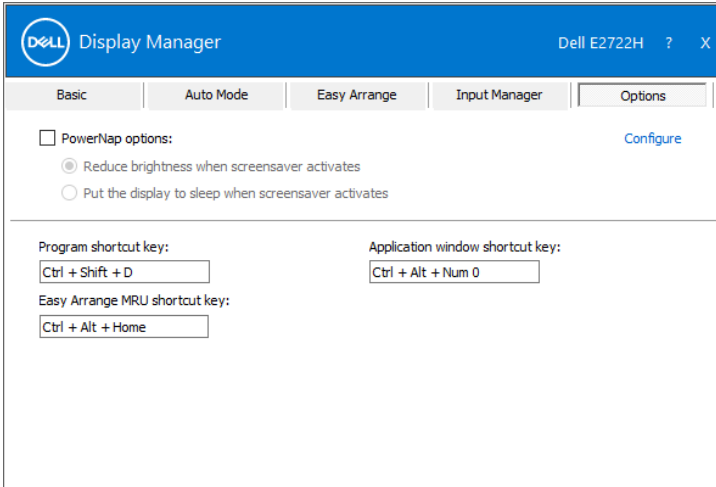 DELL Display Manager Dell E2722H ? X
Basic Auto Mode Easy Arrange Input Manager Options
PowerNap options: Configure
Reduce brightness when screensaver activates
Put the display to sleep when screensaver activates
Program shortcut key: Application window shortcut key:
Ctrl + Shift + D Ctrl + Alt + Num 0
Easy Arrange MRU shortcut key:
Ctrl + Alt + Home